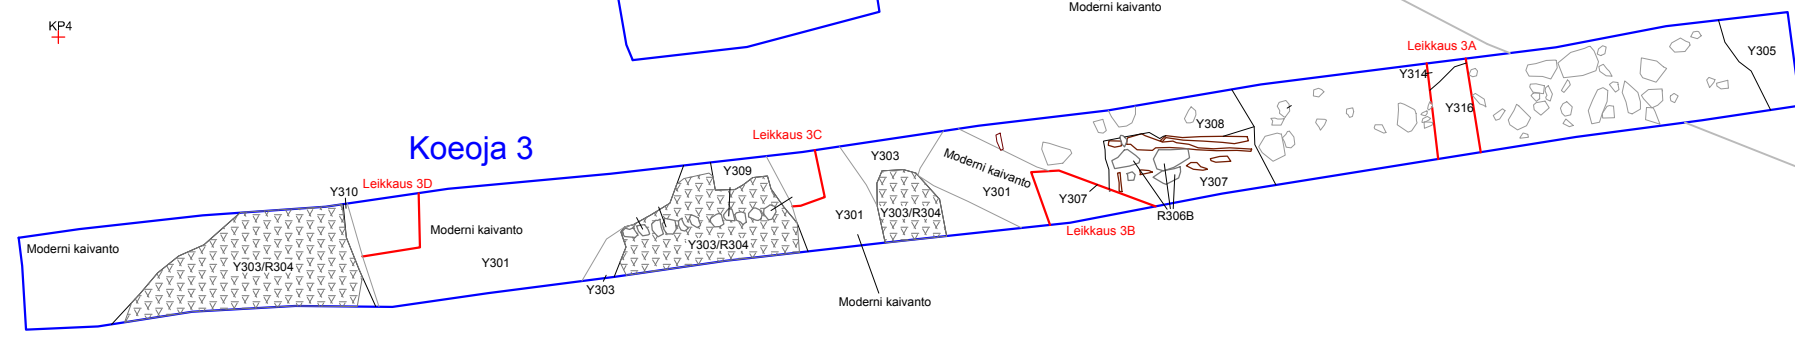 KP4
Moderni kaivanto
Leikkaus 3A
Y305
Y314
Y316
Y308
Leikkaus 3C
Koeoja 3
Y303
Moderni kaivanto
Y309
Y310
Leikkaus 3D
Y301
Y307
Y307
Y301
Y303/R304
R306B
Moderni kaivanto
Leikkaus 3B
Moderni kaivanto
Y303/R304
Y301
Y303/R304
Y303
Moderni kaivanto